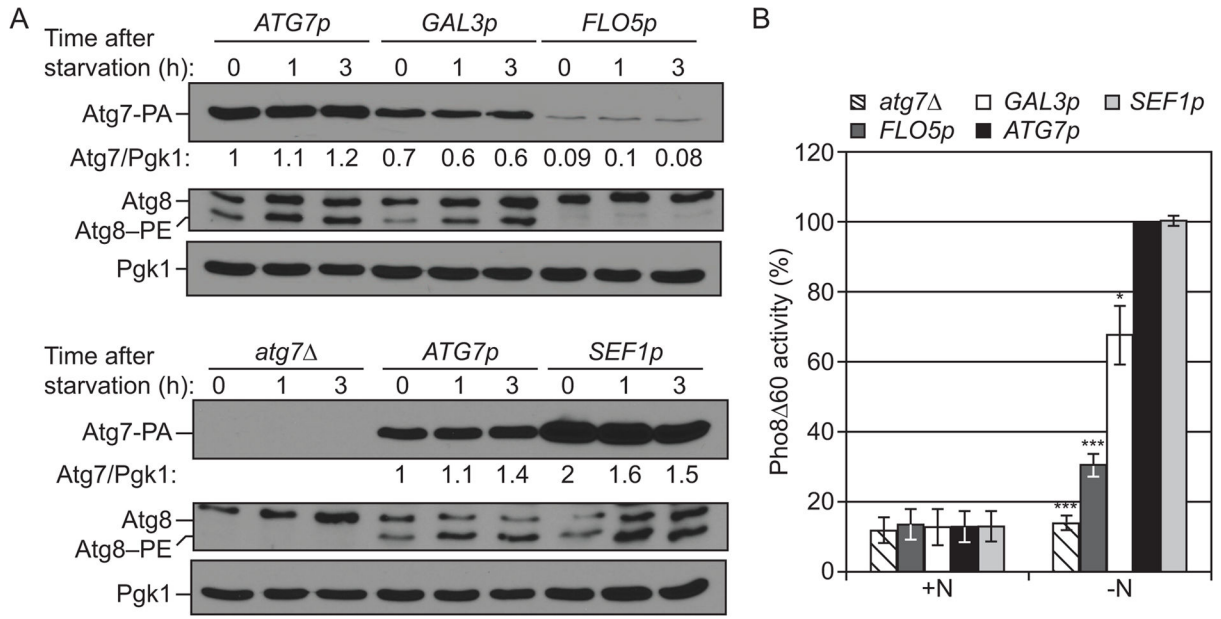 A
ATG7p GAL3p FLO5p
Time after
starvation (h): 0 1 3 0 1 3 0 1 3
Atg7-PA
Atg7/Pgk1: 1 1.1 1.2 0.7 0.6 0.6 0.09 0.1 0.08
Atg8
Atg8–PE
Pgk1
Time after
atg7Δ ATG7p SEF1p
starvation (h): 0 1 3 0 1 3 0 1 3
Atg7-PA
Atg7/Pgk1: 1 1.1 1.4 2 1.6 1.5
Atg8
Atg8–PE
Pgk1
B
atg7Δ GAL3p SEF1p
FLO5p ATG7p
Pho8Δ60 activity (%)
120
100
80
60
40
20
0
*
***
***
+N -N